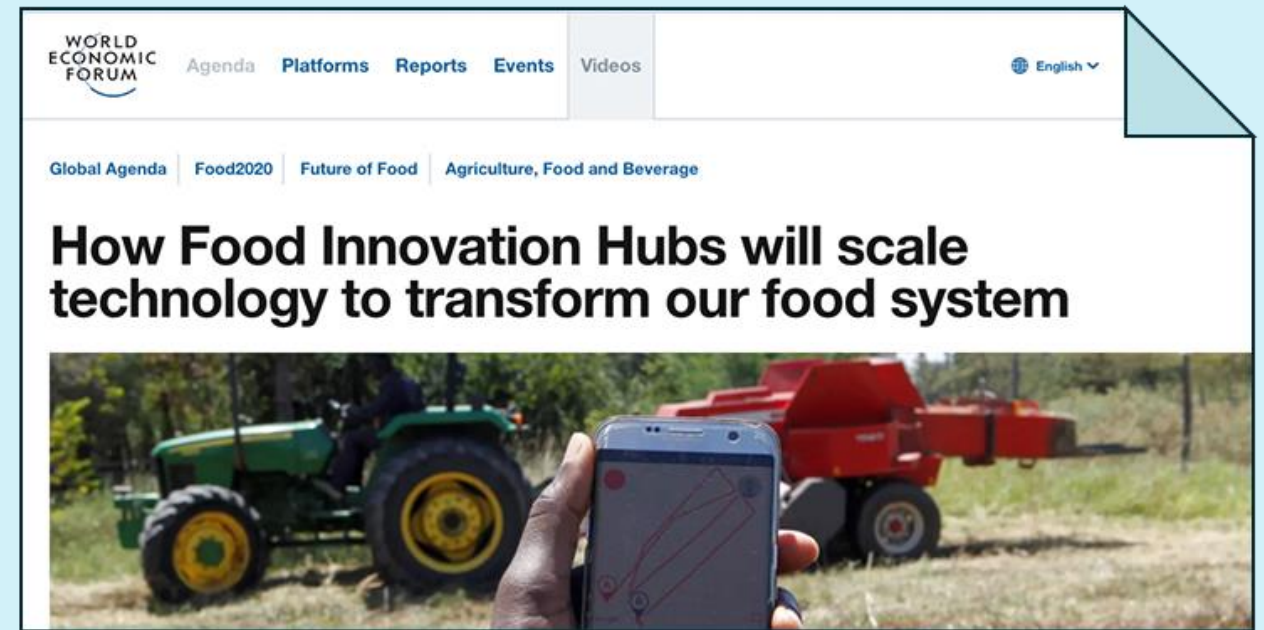 WORLD
ECONOMIC
FORUM
Agenda Platforms Reports Events Videos English
Global Agenda Food2020 Future of Food Agriculture, Food and Beverage
How Food Innovation Hubs will scale
technology to transform our food system